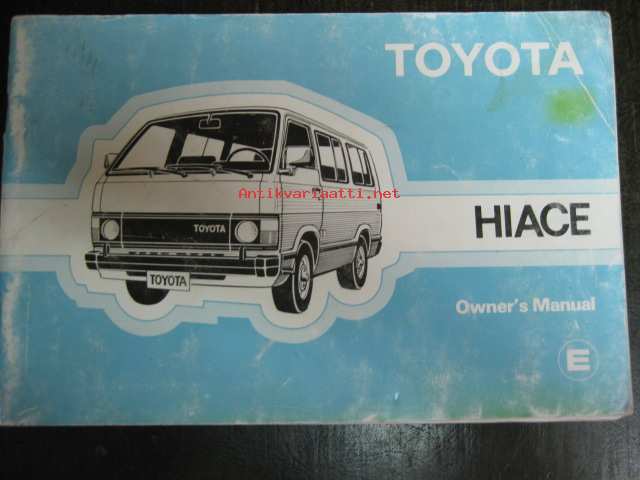 TOYOTA
Antikvariaatti.net
TOYOTA
HIACE
TOYOTA
Owner's Manual
E